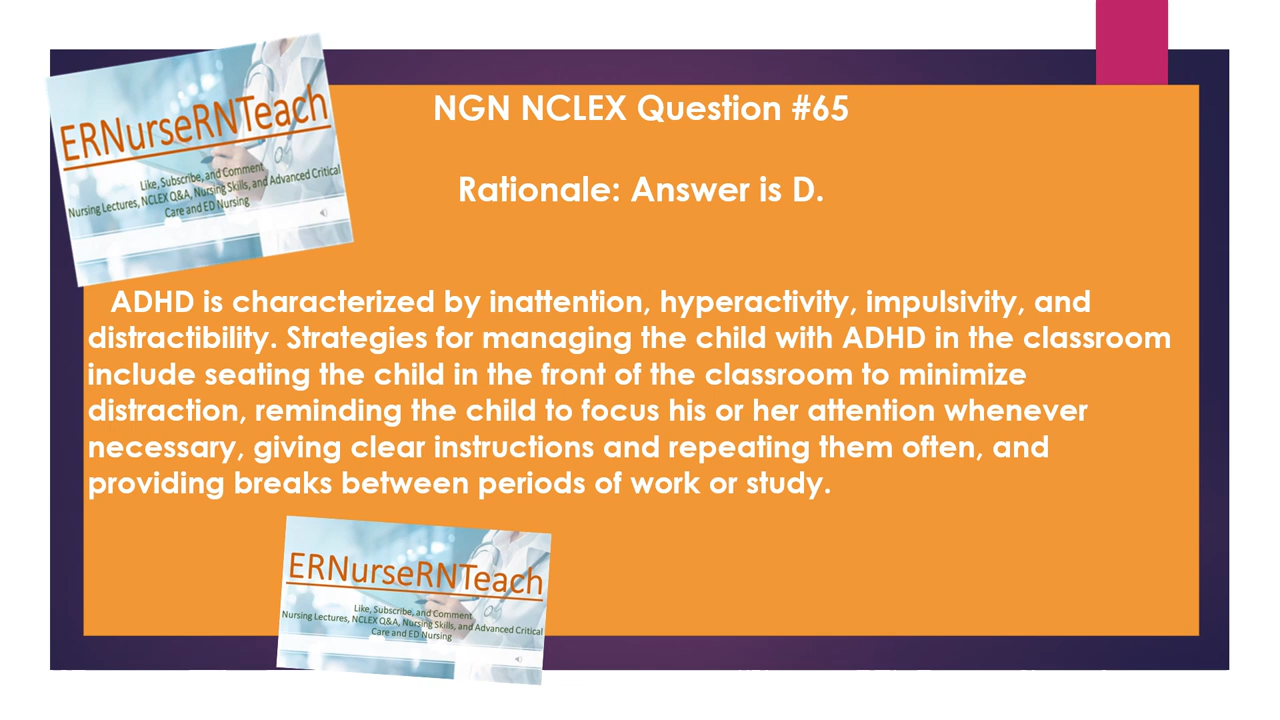 ERNurseRNTeach
Like, Subscribe, and Comment
Nursing Lectures, NCLEX Q&A, Nursing Skills, and Advanced Critical
Care and ED Nursing
NGN NCLEX Question #65
Rationale: Answer is D.
ADHD is characterized by inattention, hyperactivity, impulsivity, and
distractibility. Strategies for managing the child with ADHD in the classroom
include seating the child in the front of the classroom to minimize
distraction, reminding the child to focus his or her attention whenever
necessary, giving clear instructions and repeating them often, and
providing breaks between periods of work or study.
ERNurseRNTeach
Like, Subscribe, and Comment
Nursing Lectures, NCLEX Q&A, Nursing Skills, and Advanced Critical
Care and ED Nursing